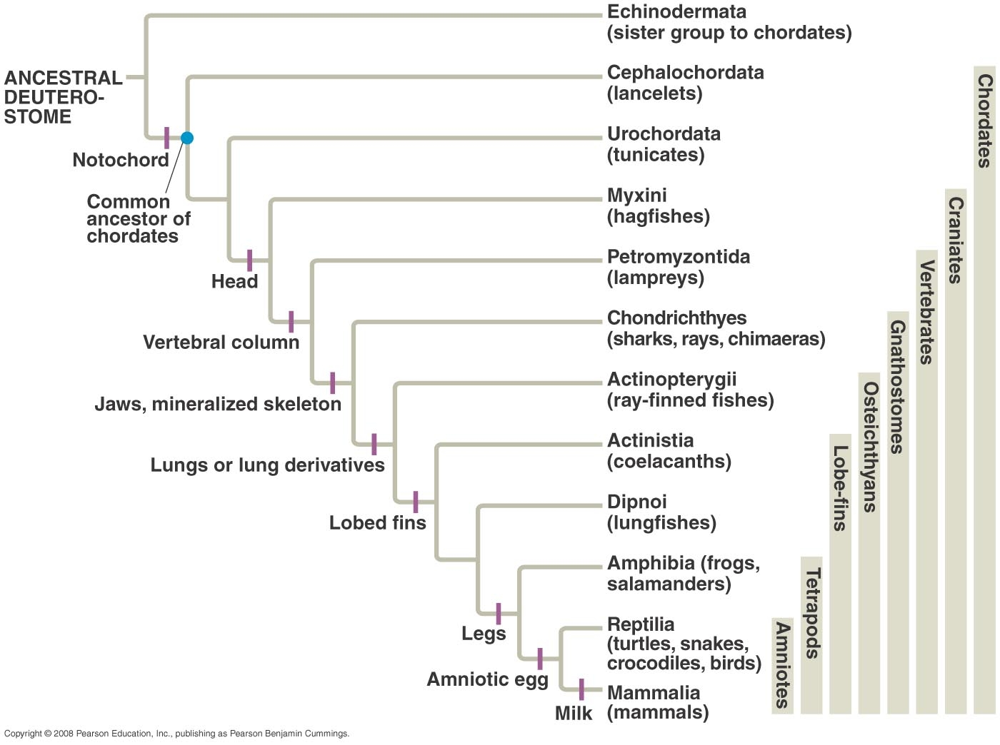 Echinodermata
(sister group to chordates)
ANCESTRAL
DEUTERO-
STOME
Cephalochordata
(lancelets)
Notochord
Urochordata
(tunicates)
Common
ancestor of
chordates
Myxini
(hagfishes)
Head
Petromyzontida
(lampreys)
Vertebral column
Chondrichthyes
(sharks, rays, chimaeras)
Jaws, mineralized skeleton
Actinopterygii
(ray-finned fishes)
Lungs or lung derivatives
Actinistia
(coelacanths)
Lobed fins
Dipnoi
(lungfishes)
Amphibia (frogs,
salamanders)
Legs
Reptilia
(turtles, snakes,
crocodiles, birds)
Amniotic egg
Mammalia
(mammals)
Milk
Amniotes
Tetrapods
Lobe-fins
Osteichthyans
Gnathostomes
Vertebrates
Craniates
Chordates
Copyright © 2008 Pearson Education, Inc., publishing as Pearson Benjamin Cummings.